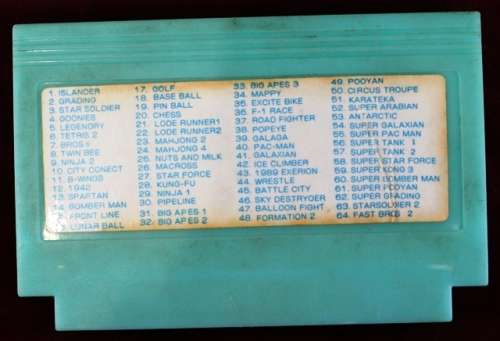 1. ISLANDER
2. GRADING
3. STAR SOLDIER
4. GOONIES
5. LEGENDRY
6. TETRIS 2
7. BROS II
8. TWIN BEE
9. NINJA 2
10. CITY CONECT
11. B-WINGS
12. 1942
13. SPARTAN
14. BOMBER MAN
FRONT LINE
LUNAR BALL
17. GOLF
18. BASE BALL
19. PIN BALL
20. CHESS
21. LODE RUNNER1
22. LODE RUNNER2
23. MAHJONG 2
24. MAHJONG 4
25. NUTS AND MILK
26. MACROSS
27. STAR FORCE
28. KUNG-FU
29. NINJA 1
30. PIPELINE
31. BIG APES 1
32. BIG APES 2
33. BIG APES 3
34. MAPPY
35. EXCITE BIKE
36. F-1 RACE
37. ROAD FIGHTER
38. POPEYE
39. GALAGA
40. PAC-MAN
41. GALAXIAN
42. ICE CLIMBER
43. 1989 EXERION
44. WRESTLE
45. BATTLE CITY
46. SKY DESTRYOER
47. BALLOON FIGHT
48. FORMATION 2
49. POOYAN
50. CIRCUS TROUPE
51. KARATEKA
52. SUPER ARABIAN
53. ANTARCTIC
54. SUPER GALAXIAN
55. SUPER PAC MAN
56. SUPER TANK 1
57. SUPER TANK 2
58. SUPER STAR FORCE
59. SUPER KONG 3
60. SUPER BOMBER MAN
61. SUPER POOYAN
62. SUPER GRADING
63. STARSOLDIER 2
64. FAST BROS 2